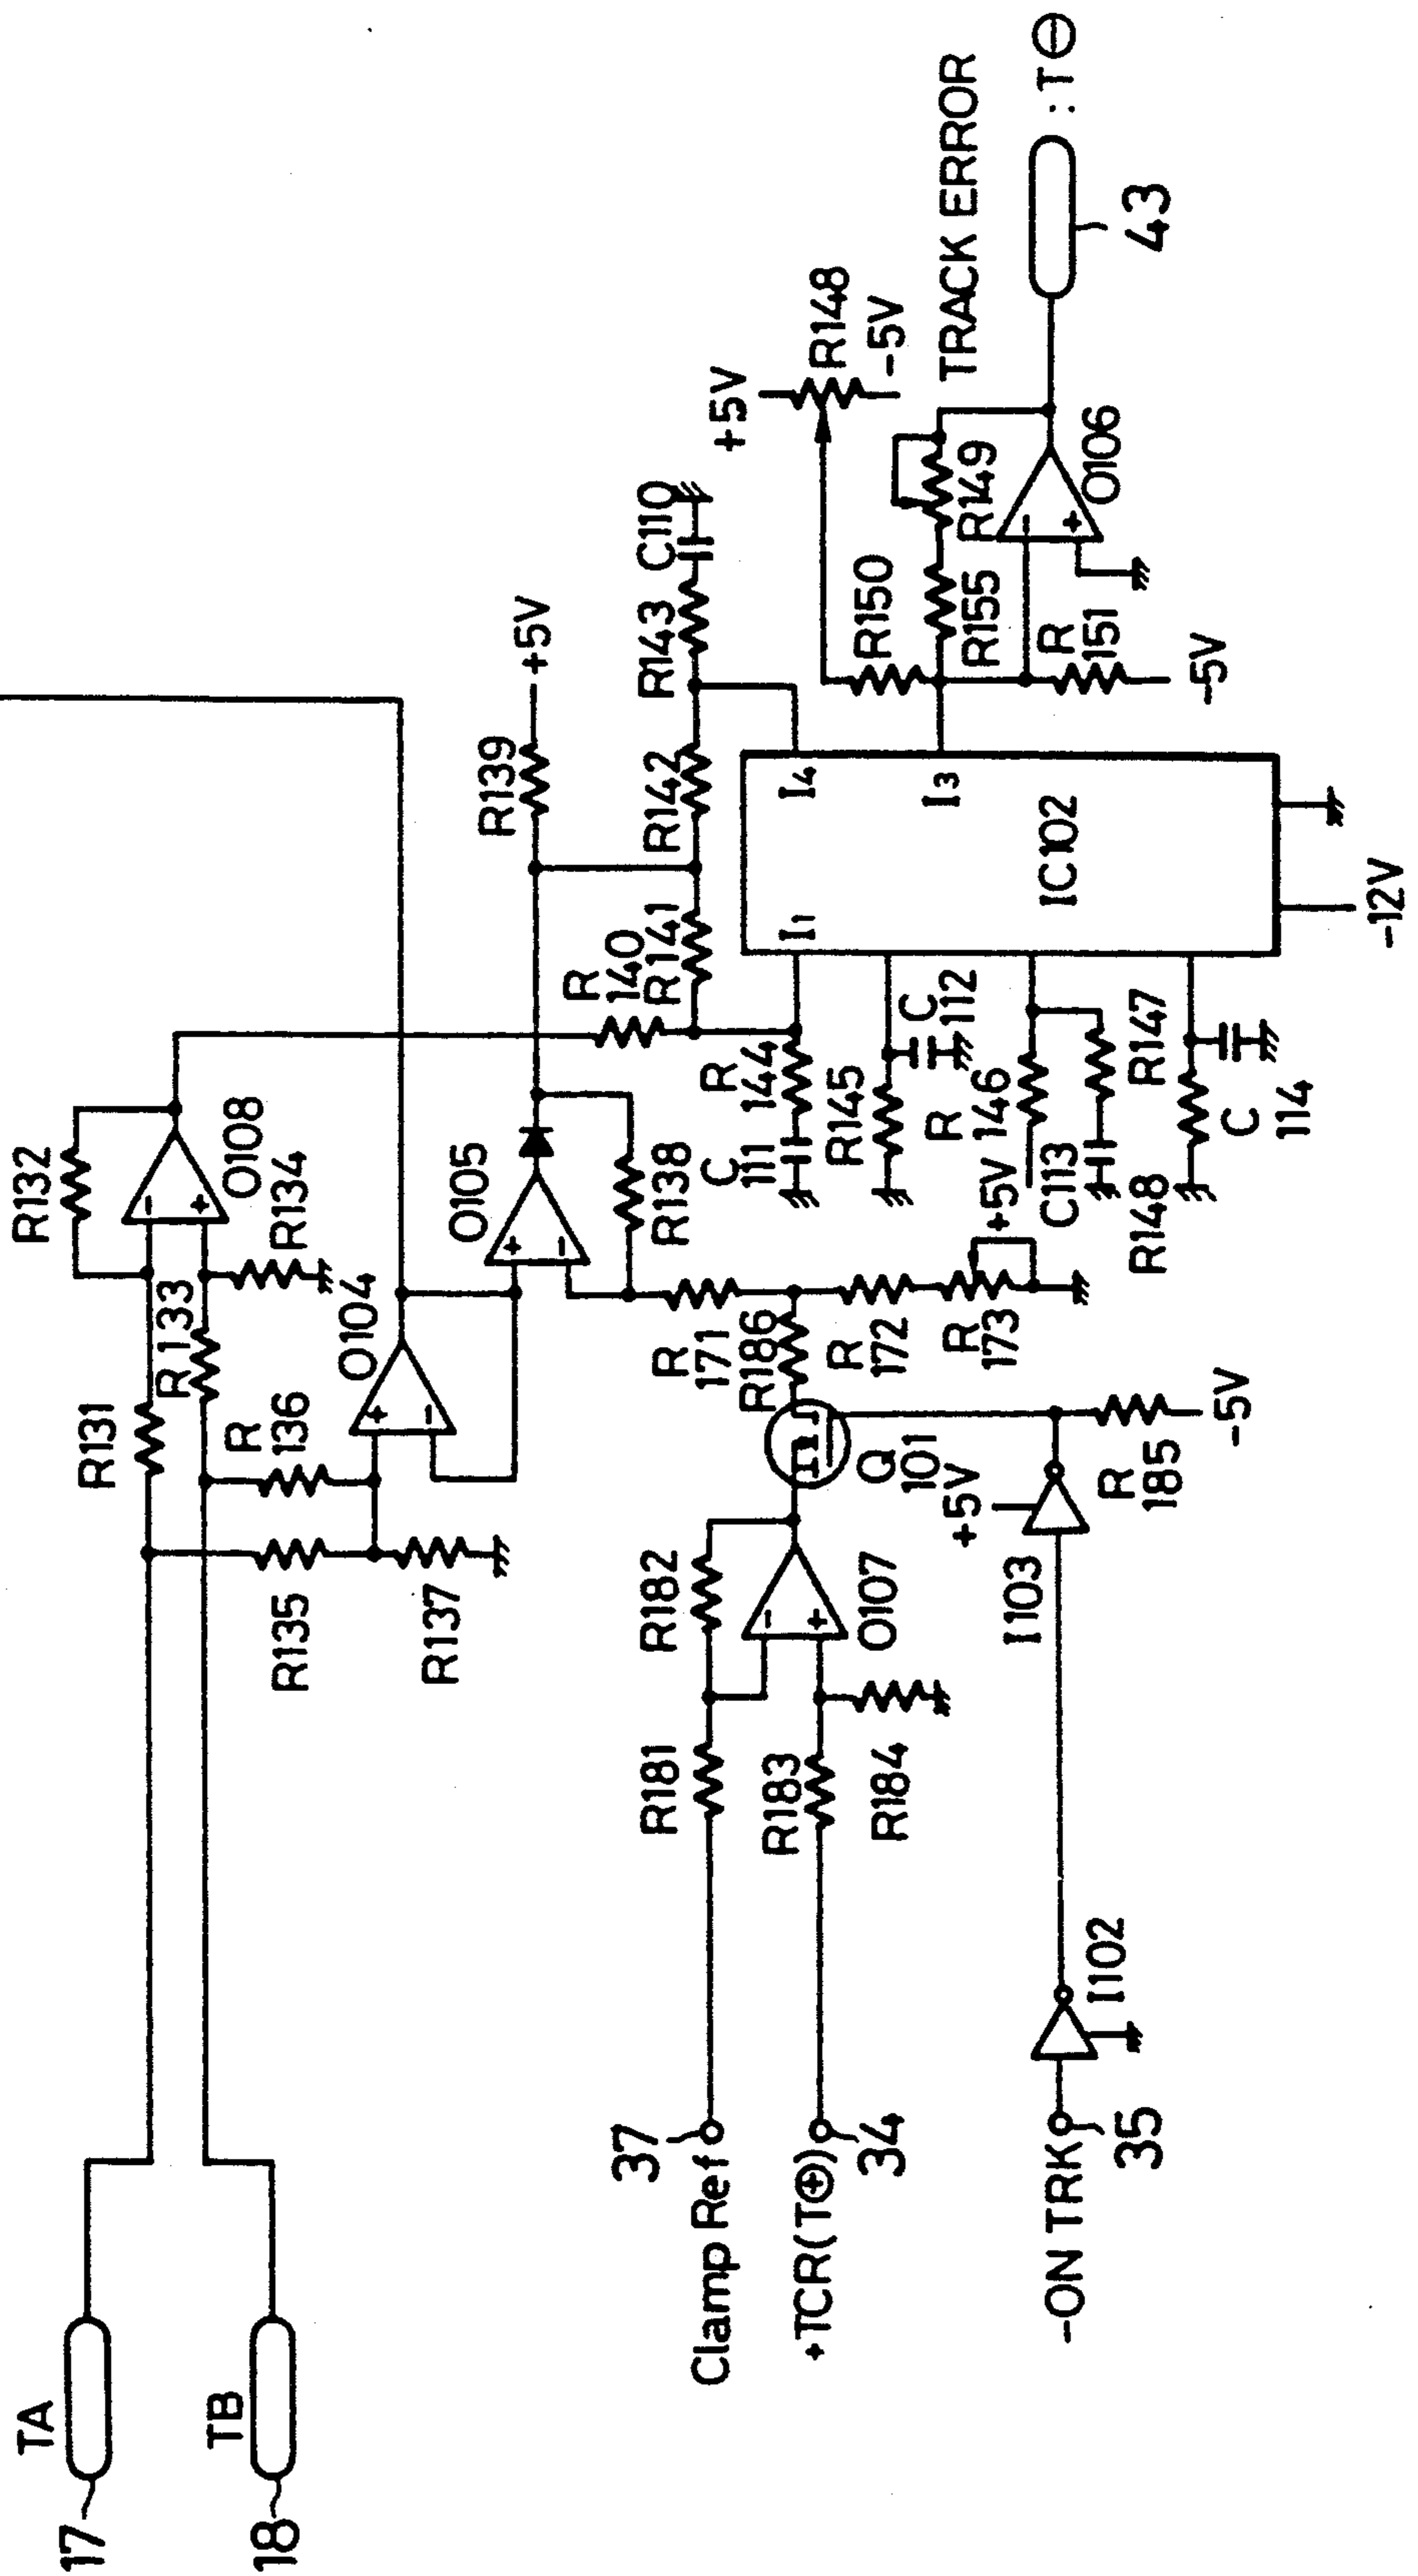 17
TA
18
TB
R132
O108
R134
R131
R133
R
136
O104
R135
R137
O105
R138
R139
+5V
R
140
R141
R142
R143
C110
+5V
R148
-5V
TRACK ERROR
:T⊖
43
R150
R155
R149
O106
R
151
-5V
I1
I4
I3
IC102
-12V
R
144
C
111
R145
C
112
R
146
+5V
C113
R147
R148
C
114
R
171
R186
R
172
R
173
Q
101
+5V
R
185
-5V
I103
R182
O107
R181
R183
R184
37
Clamp Ref
+TCR(T⊕)
34
-ON TRK
35
I102